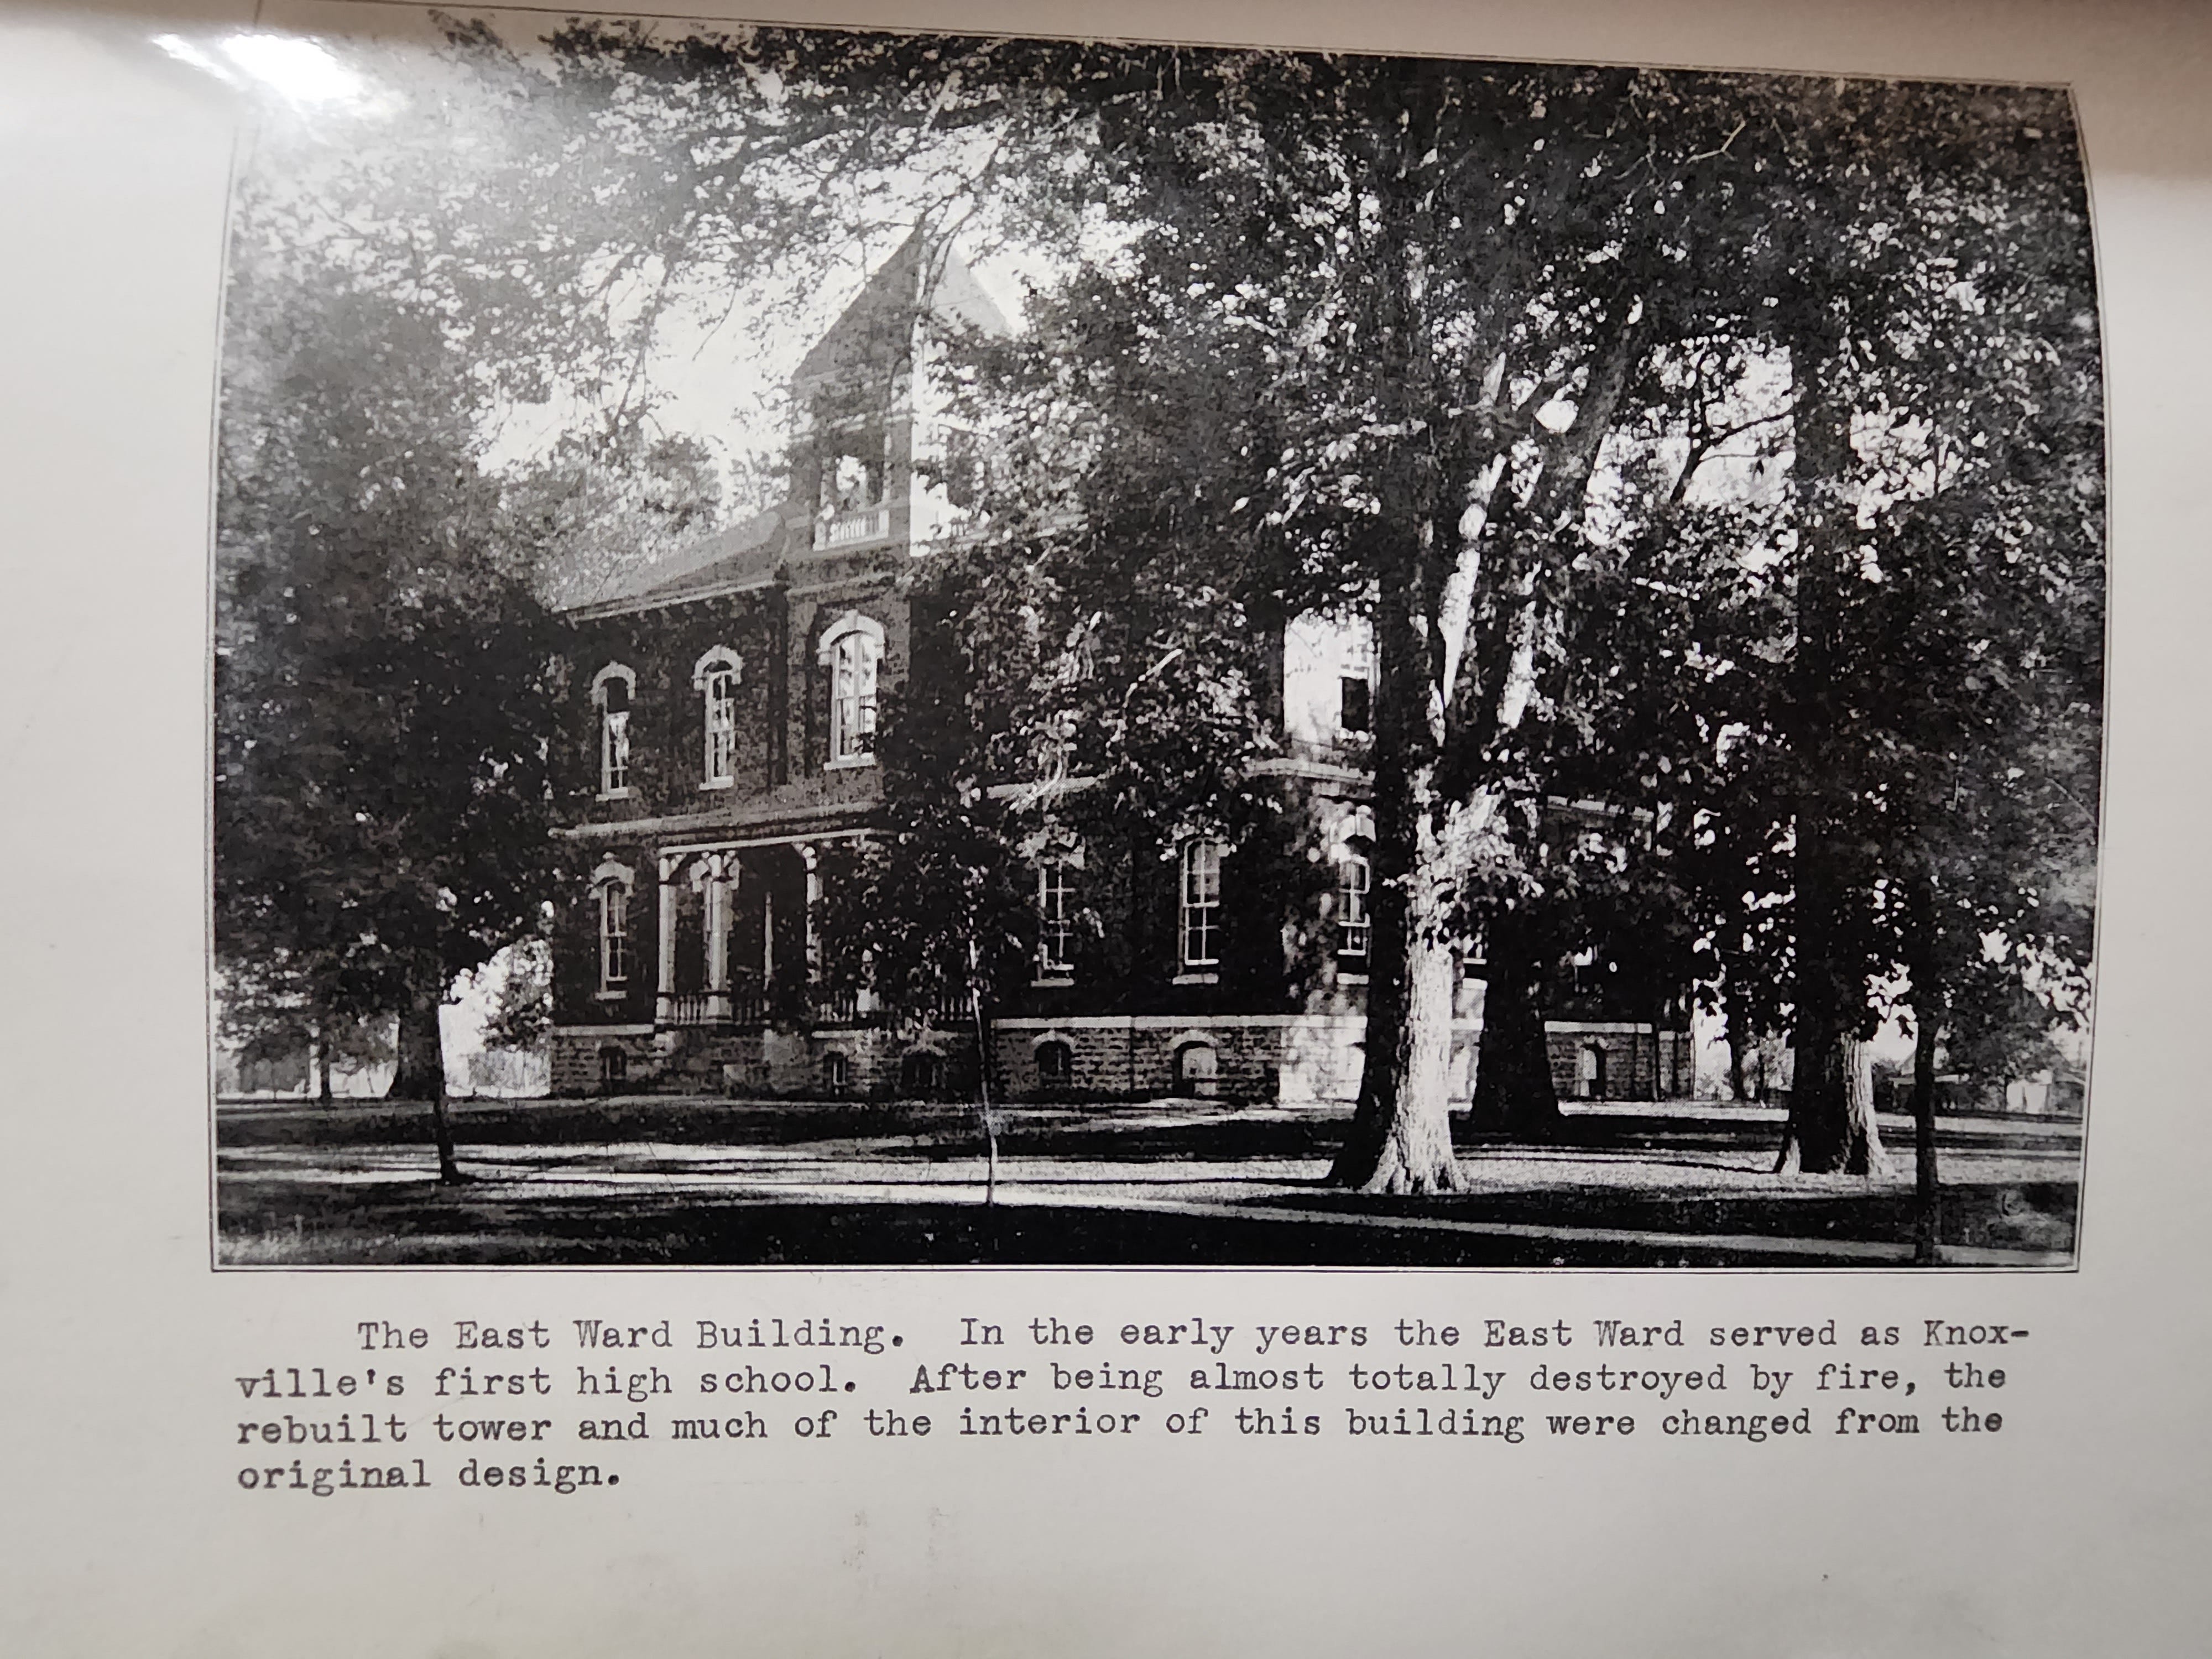 The East Ward Building. In the early years the East Ward served as Knox-
ville's first high school. After being almost totally destroyed by fire, the
rebuilt tower and much of the interior of this building were changed from the
original design.